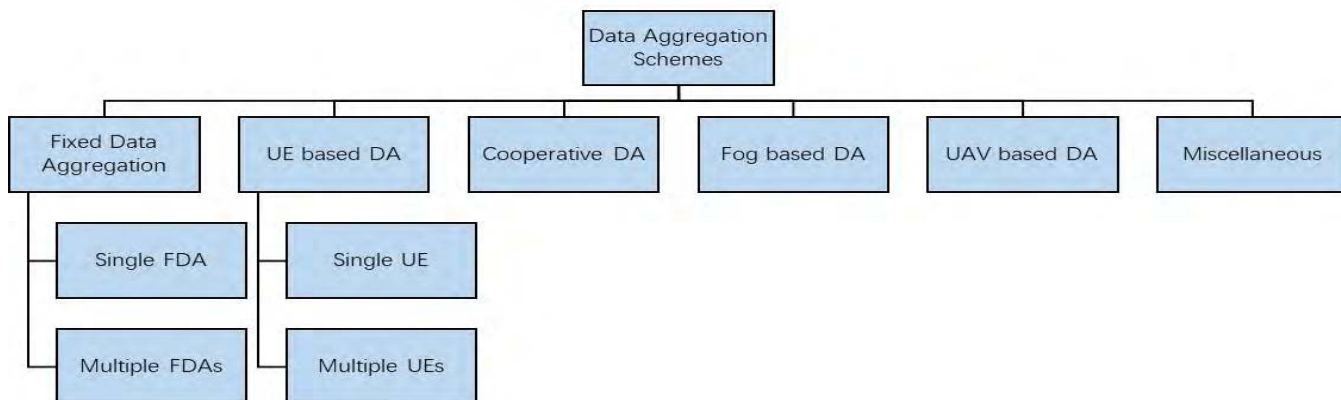 Data Aggregation
Schemes
Fixed Data
Aggregation
UE based DA
Cooperative DA
Fog based DA
UAV based DA
Miscellaneous
Single FDA
Single UE
Multiple FDAs
Multiple UEs